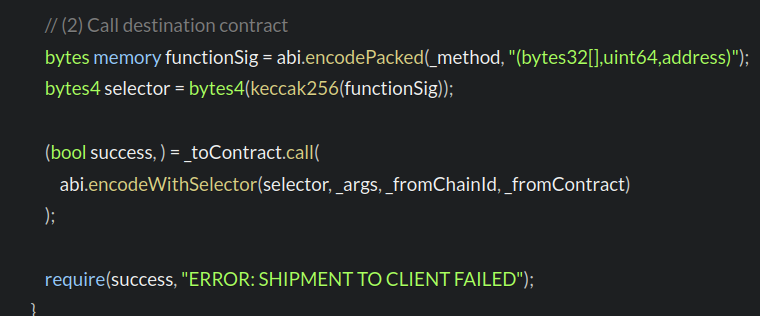 // (2) Call destination contract
bytes memory functionSig = abi.encodePacked(_method, "(bytes32[],uint64,address)");
bytes4 selector = bytes4(keccak256(functionSig));
(bool success, ) = _toContract.call(
abi.encodeWithSelector(selector, _args, _fromChainId, _fromContract)
);
require(success, "ERROR: SHIPMENT TO CLIENT FAILED");
}